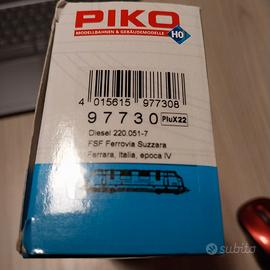 PIKO
MODELLBAHNEN & GEBÄUDEMODELLE
H0
4 015615 977308
97730 PluX22
Diesel 220.051-7
FSF Ferrovia Suzzara
Ferrara, Italia, epoca IV
subito